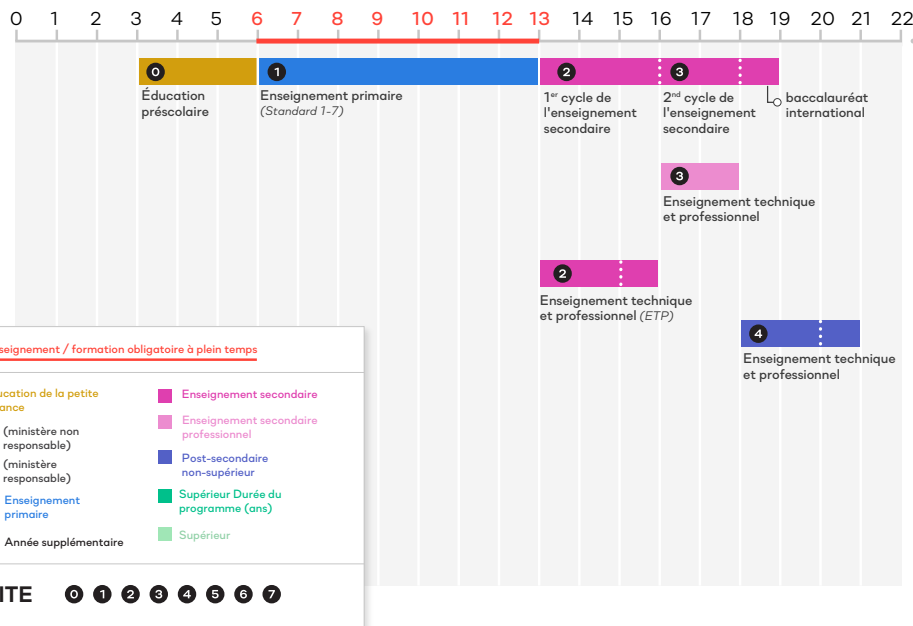 0 1 2 3 4 5 6 7 8 9 10 11 12 13 14 15 16 17 18 19 20 21 22
0
1
2
3
Éducation
préscolaire
Enseignement primaire
(Standard 1-7)
1er cycle de
l'enseignement
secondaire
2nd cycle de
l'enseignement
secondaire
baccalauréat
international
3
Enseignement technique
et professionnel
2
Enseignement technique
et professionnel (ETP)
4
Enseignement technique
et professionnel
seignement / formation obligatoire à plein temps
ucation de la petite
ance
(ministère non
responsable)
(ministère
responsable)
Enseignement
primaire
Année supplémentaire
Enseignement secondaire
Enseignement secondaire
professionnel
Post-secondaire
non-supérieur
Supérieur Durée du
programme (ans)
Supérieur
ITE 0 1 2 3 4 5 6 7